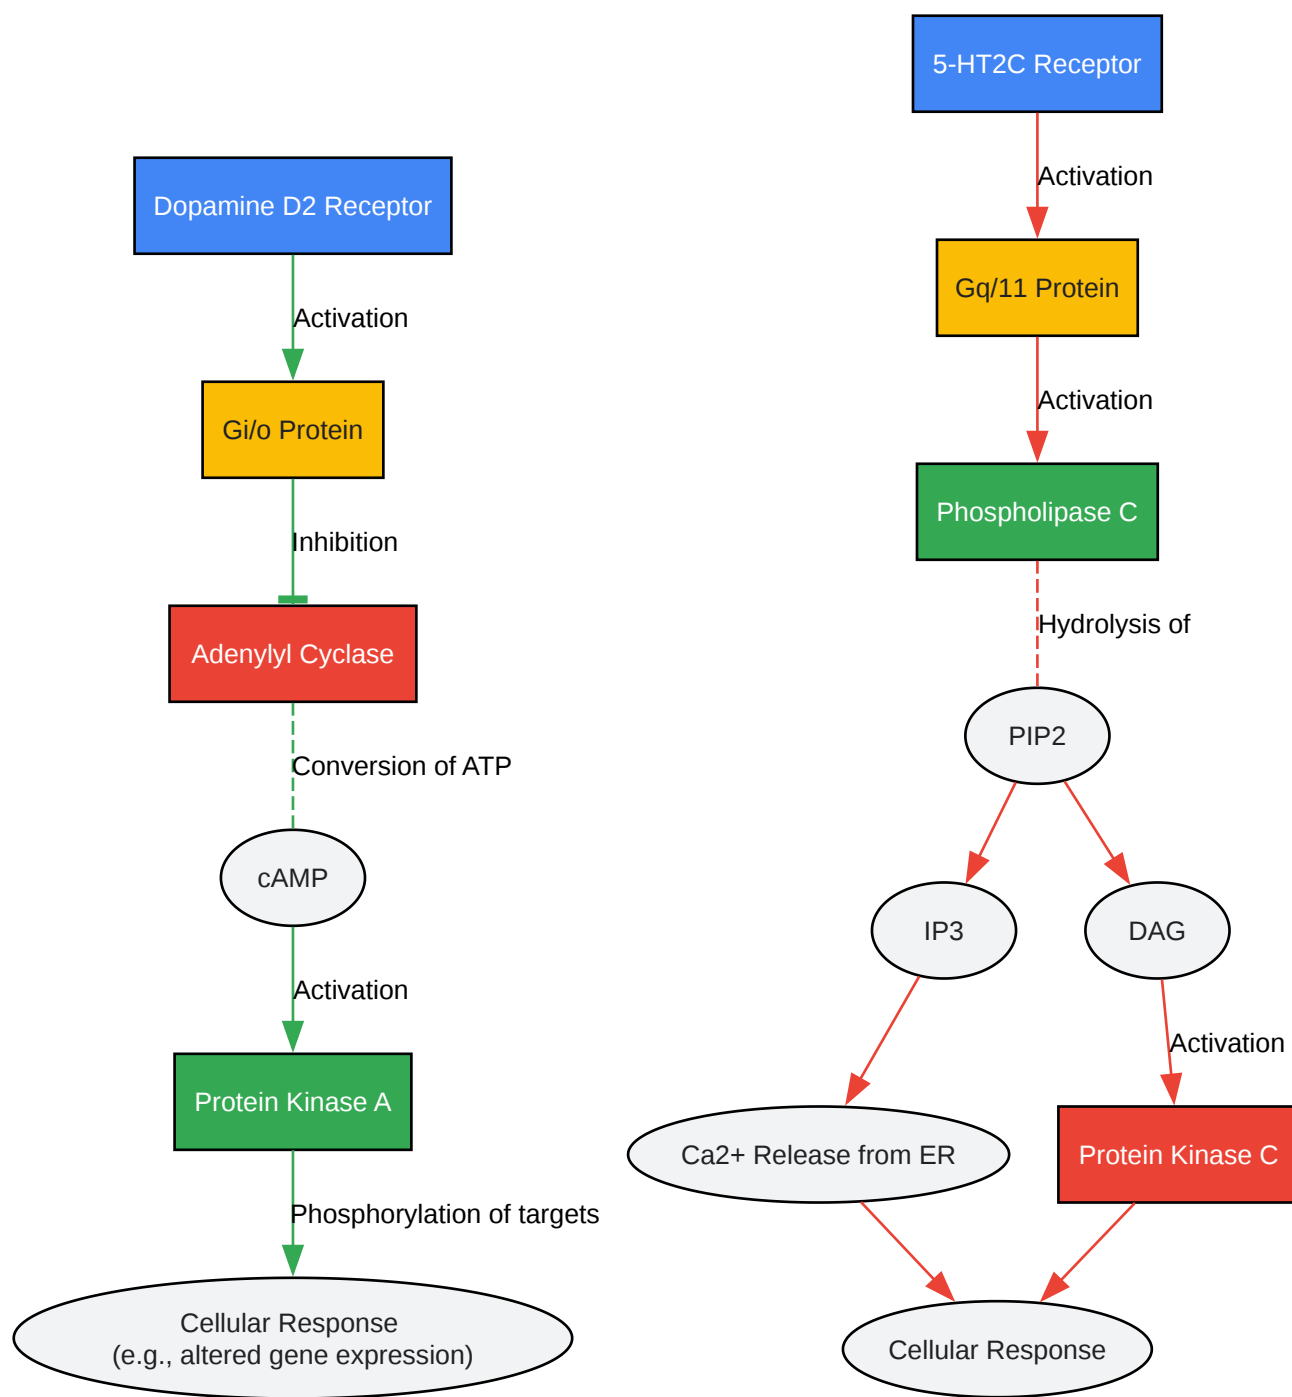 Dopamine D2 Receptor
Activation
Gi/o Protein
Inhibition
Adenylyl Cyclase
Conversion of ATP
cAMP
Activation
Protein Kinase A
Phosphorylation of targets
Cellular Response
(e.g., altered gene expression)
5-HT2C Receptor
Activation
Gq/11 Protein
Activation
Phospholipase C
Hydrolysis of
PIP2
IP3
DAG
Activation
Ca2+ Release from ER
Protein Kinase C
Cellular Response